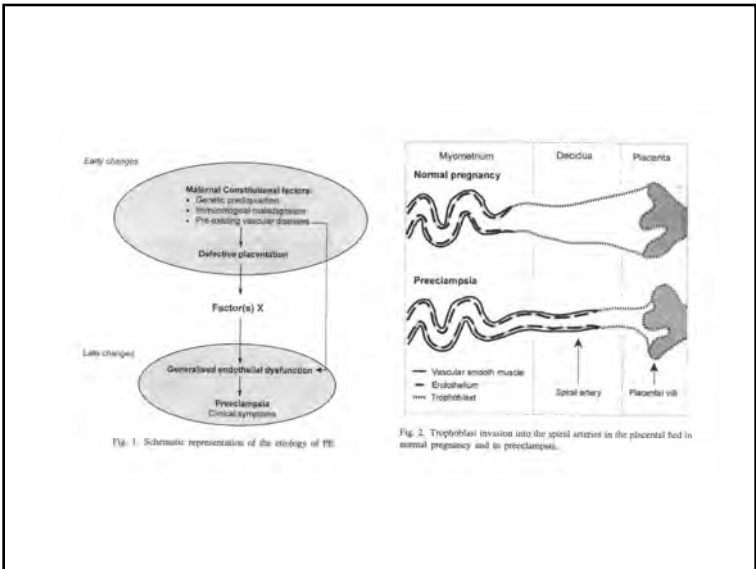 Early changes
Maternal Constitutional factors:
• Genetic predisposition
• Immunological maladaptation
• Pre-existing vascular diseases
Defective placentation
Factor(s) X
Late changes
Generalised endothelial dysfunction
Preeclampsia
Clinical symptoms
Fig. 1. Schematic representation of the etiology of PE.
Myometrium Decidua Placenta
Normal pregnancy
Preeclampsia
Vascular smooth muscle
Endothelium
Trophoblast
Spiral artery
Placental villi
Fig. 2. Trophoblast invasion into the spiral arteries in the placental bed in
normal pregnancy and in preeclampsia.